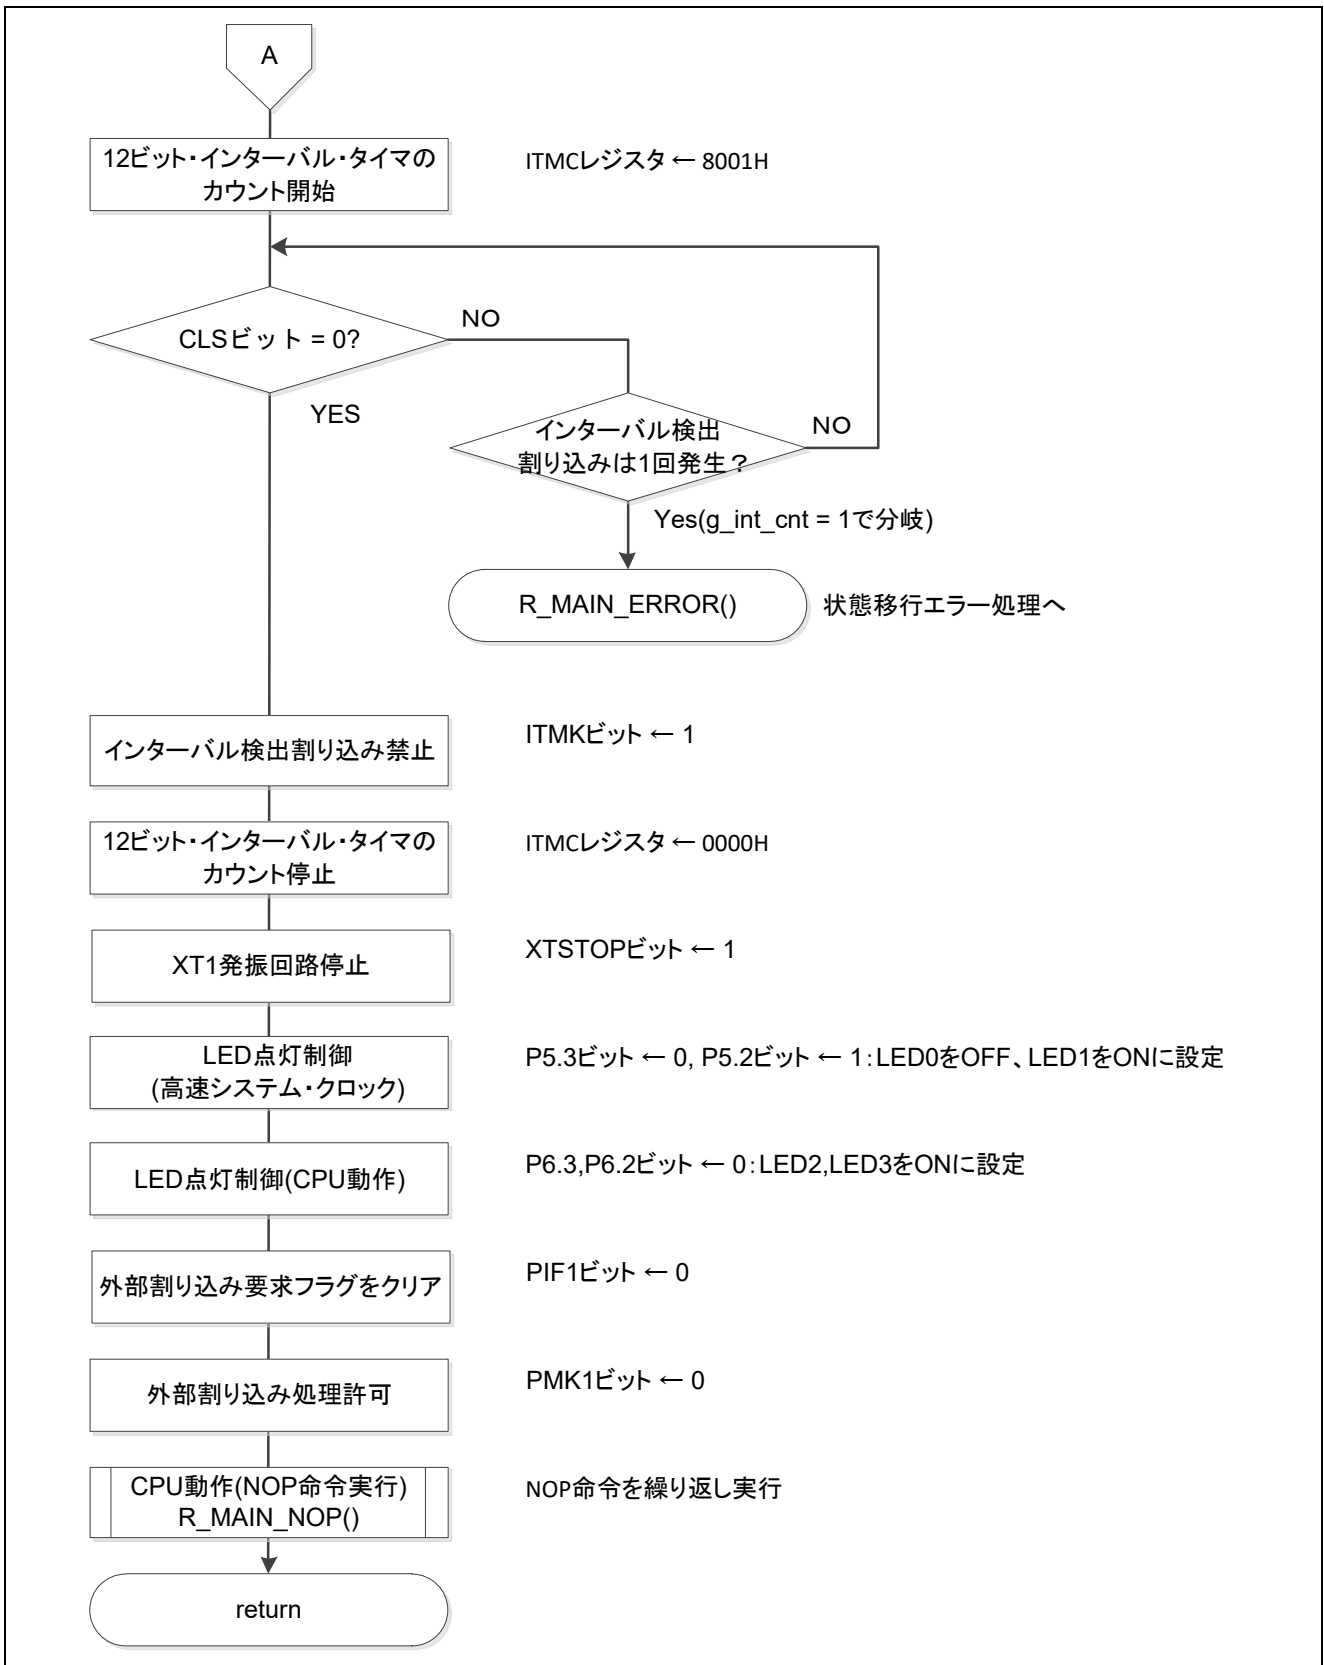 A
12ビット・インターバル・タイマの
カウント開始
ITMCレジスタ ← 8001H
CLSビット = 0?
NO
YES
インターバル検出
割り込みは1回発生？
NO
Yes(g_int_cnt = 1で分岐)
R_MAIN_ERROR()
状態移行エラー処理へ
インターバル検出割り込み禁止
ITMKビット ← 1
12ビット・インターバル・タイマの
カウント停止
ITMCレジスタ ← 0000H
XT1発振回路停止
XTSTOPビット ← 1
LED点灯制御
(高速システム・クロック)
P5.3ビット ← 0, P5.2ビット ← 1：LED0をOFF、LED1をONに設定
LED点灯制御(CPU動作)
P6.3,P6.2ビット ← 0：LED2,LED3をONに設定
外部割り込み要求フラグをクリア
PIF1ビット ← 0
外部割り込み処理許可
PMK1ビット ← 0
CPU動作(NOP命令実行)
R_MAIN_NOP()
NOP命令を繰り返し実行
return